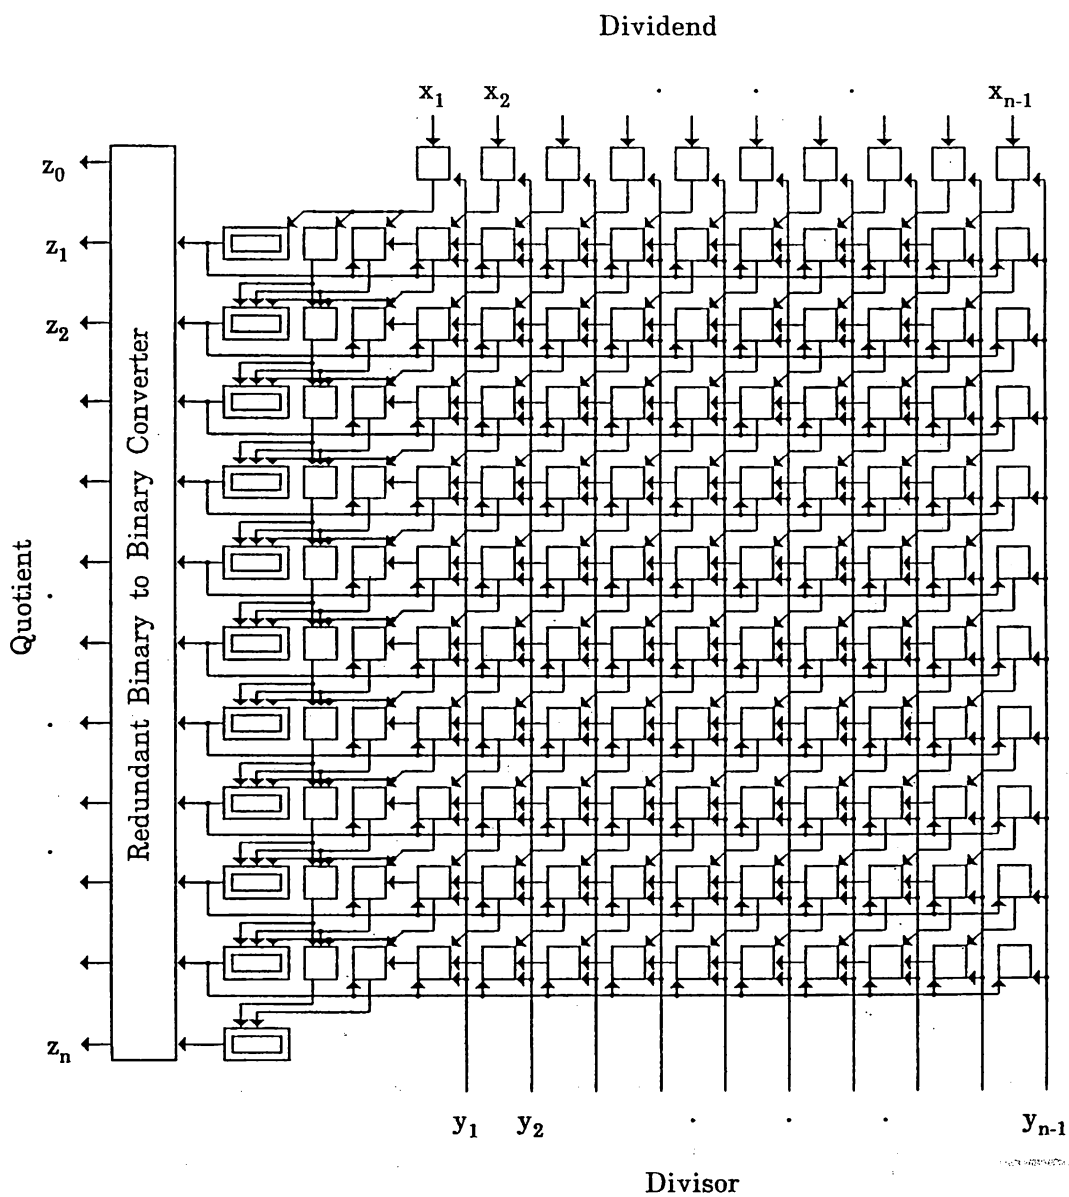 Dividend
x1 x2 . . . xn-1
z0
z1
z2
Redundant Binary to Binary Converter
Quotient
.
.
.
zn
y1 y2 . . . yn-1
Divisor